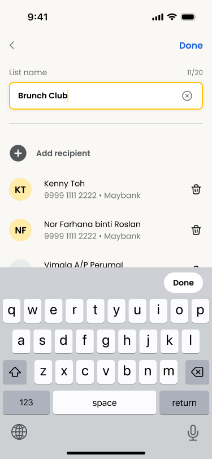 9:41
Done
List name 11/20
Brunch Club
Add recipient
KT Kenny Toh
9999 1111 2222 • Maybank
NF Nor Farhana binti Roslan
9999 1111 2222 • Maybank
Vimala A/P Perumal
Done
q w e r t y u i o p
a s d f g h j k l
z x c v b n m
123 space return